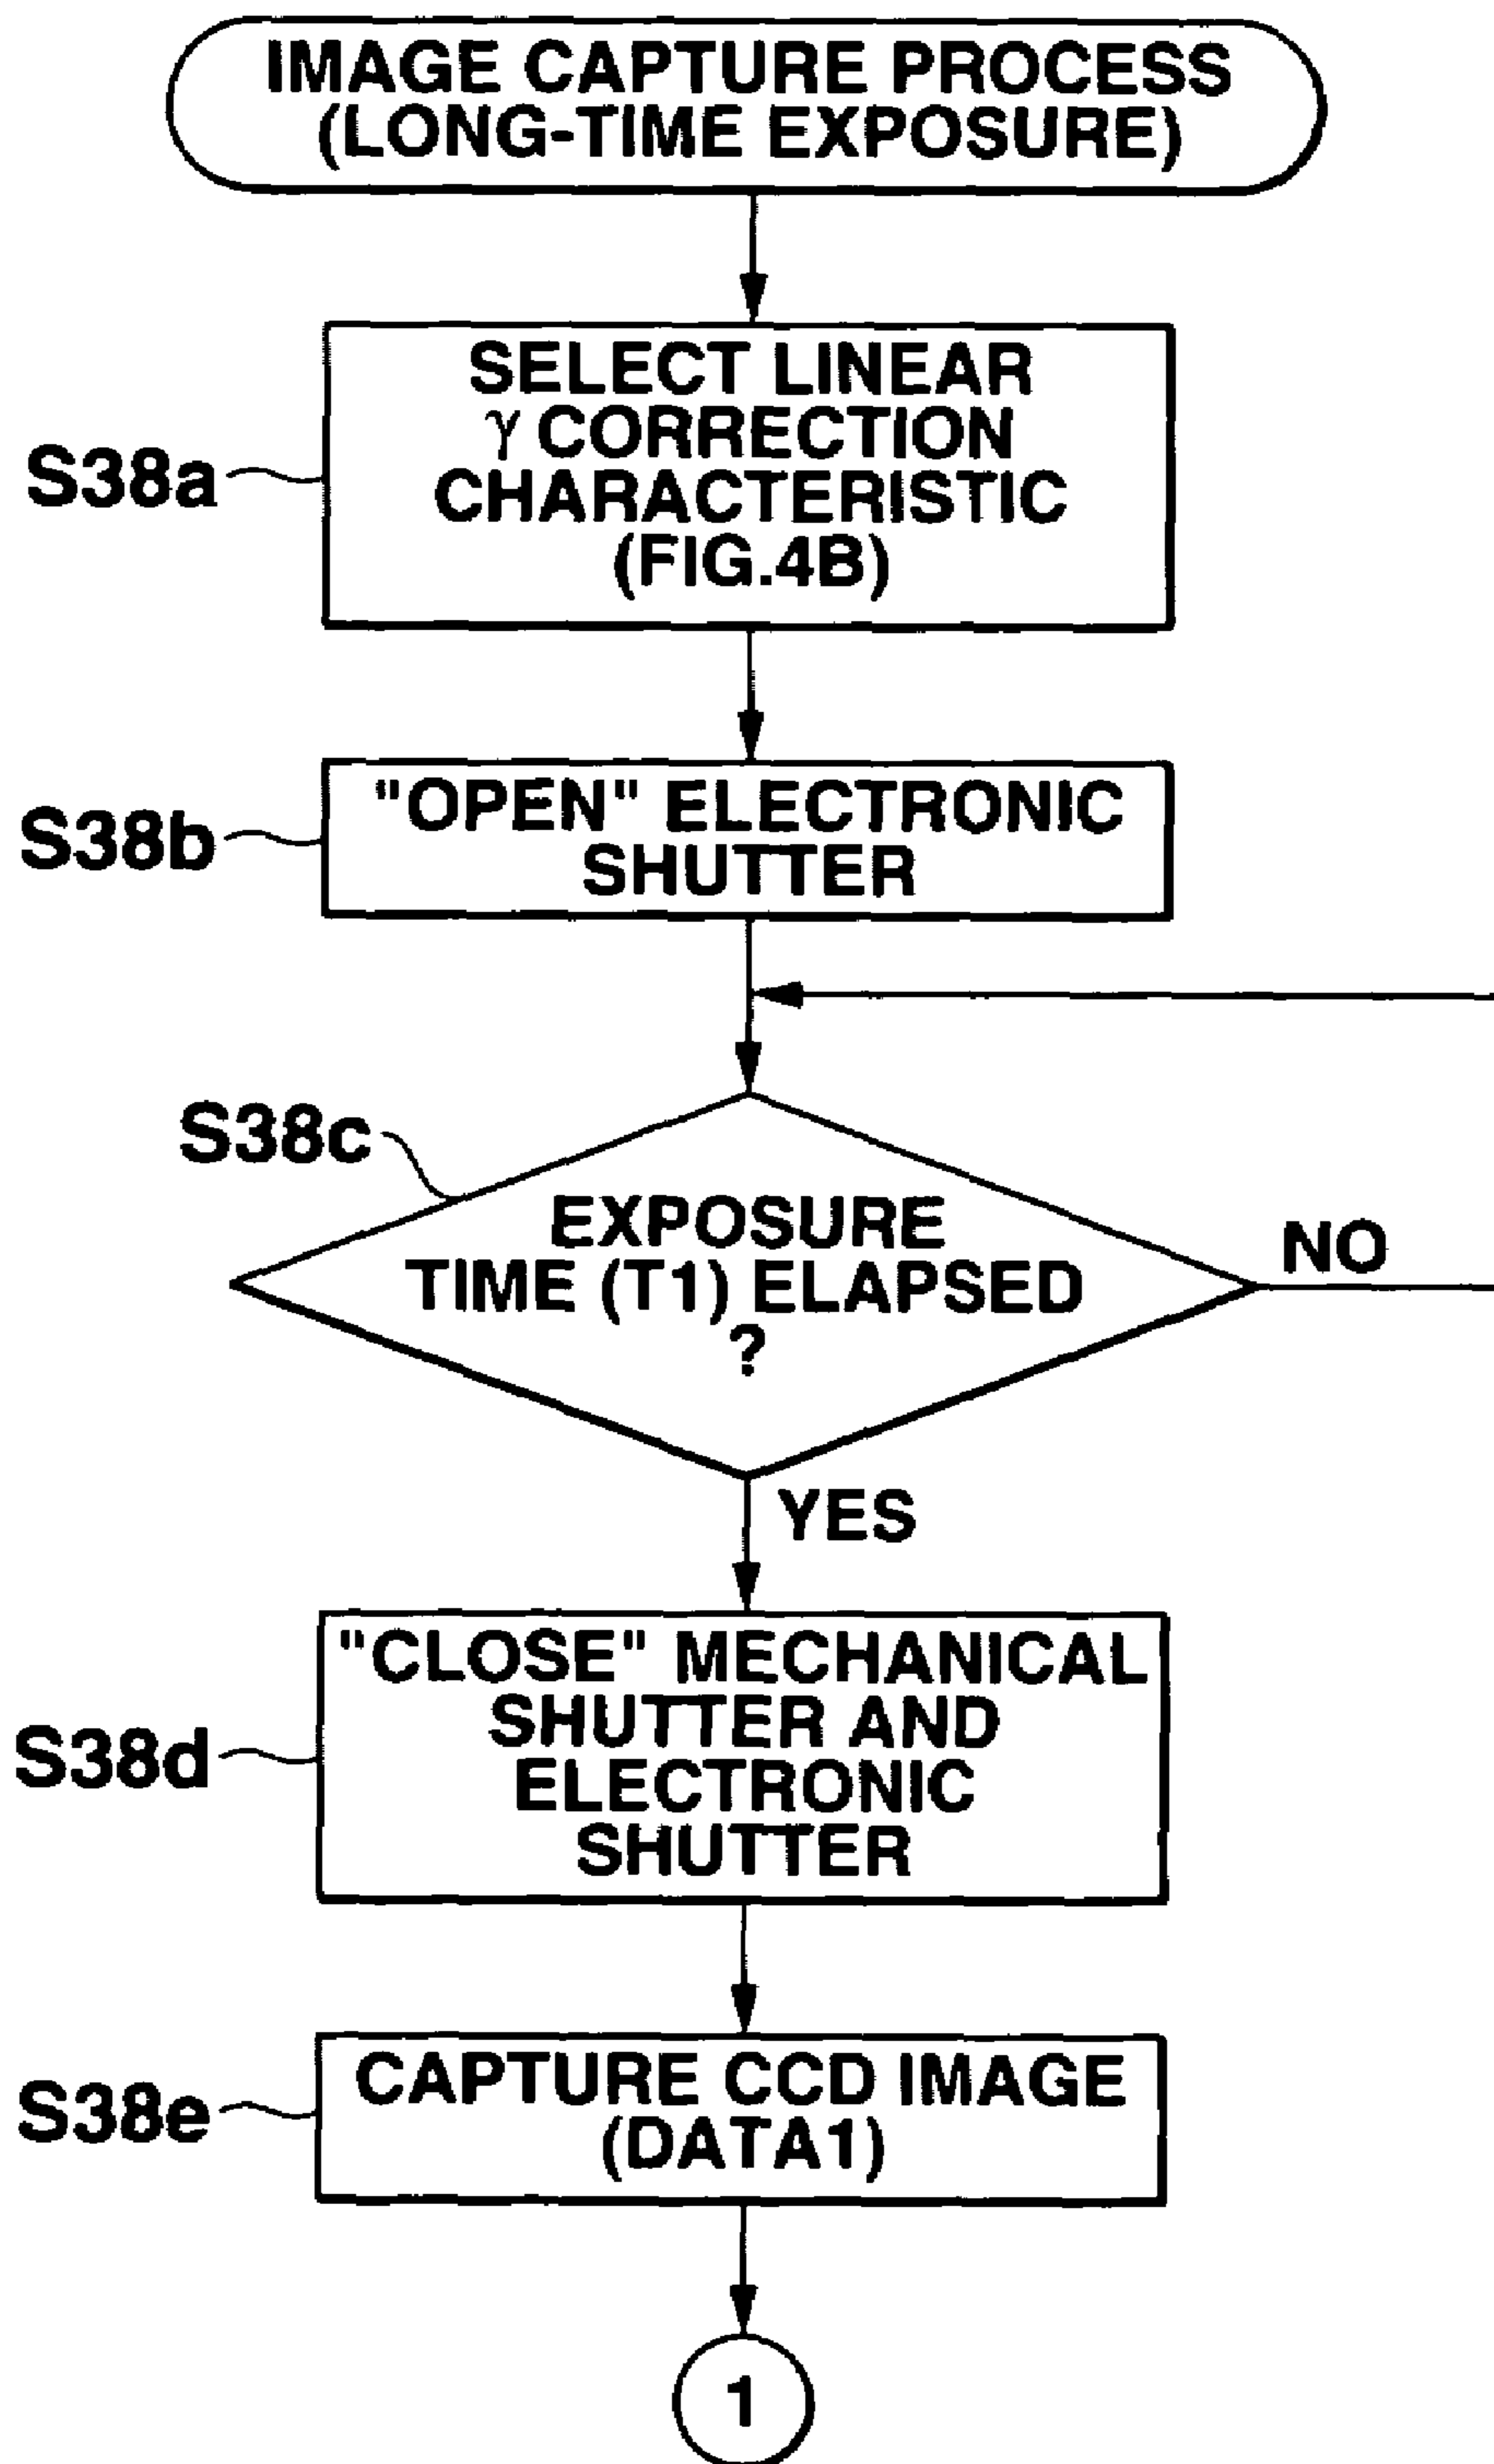 IMAGE CAPTURE PROCESS
(LONG-TIME EXPOSURE)
SELECT LINEAR
γ CORRECTION
CHARACTERISTIC
(FIG.4B)
S38a
"OPEN" ELECTRONIC
SHUTTER
S38b
S38c
EXPOSURE
TIME (T1) ELAPSED
?
NO
YES
"CLOSE" MECHANICAL
SHUTTER AND
ELECTRONIC
SHUTTER
S38d
CAPTURE CCD IMAGE
(DATA1)
S38e
1